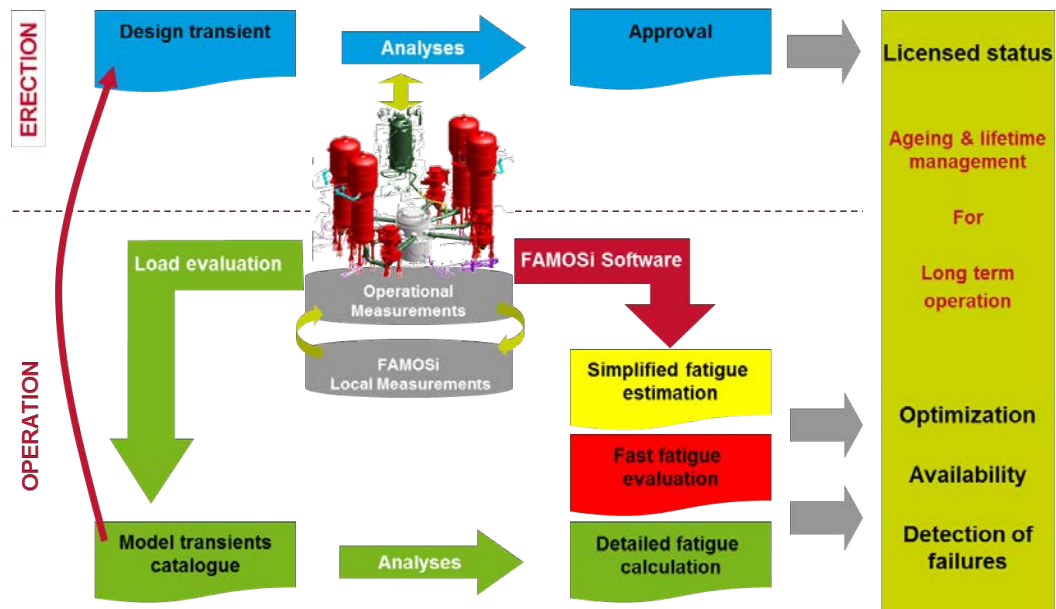 ERECTION
Design transient
Analyses
Approval
Licensed status
Ageing & lifetime
management
For
Long term
operation
OPERATION
Load evaluation
FAMOSi Software
Operational
Measurements
FAMOSi
Local Measurements
Simplified fatigue
estimation
Fast fatigue
evaluation
Optimization
Availability
Detection of
failures
Model transients
catalogue
Analyses
Detailed fatigue
calculation